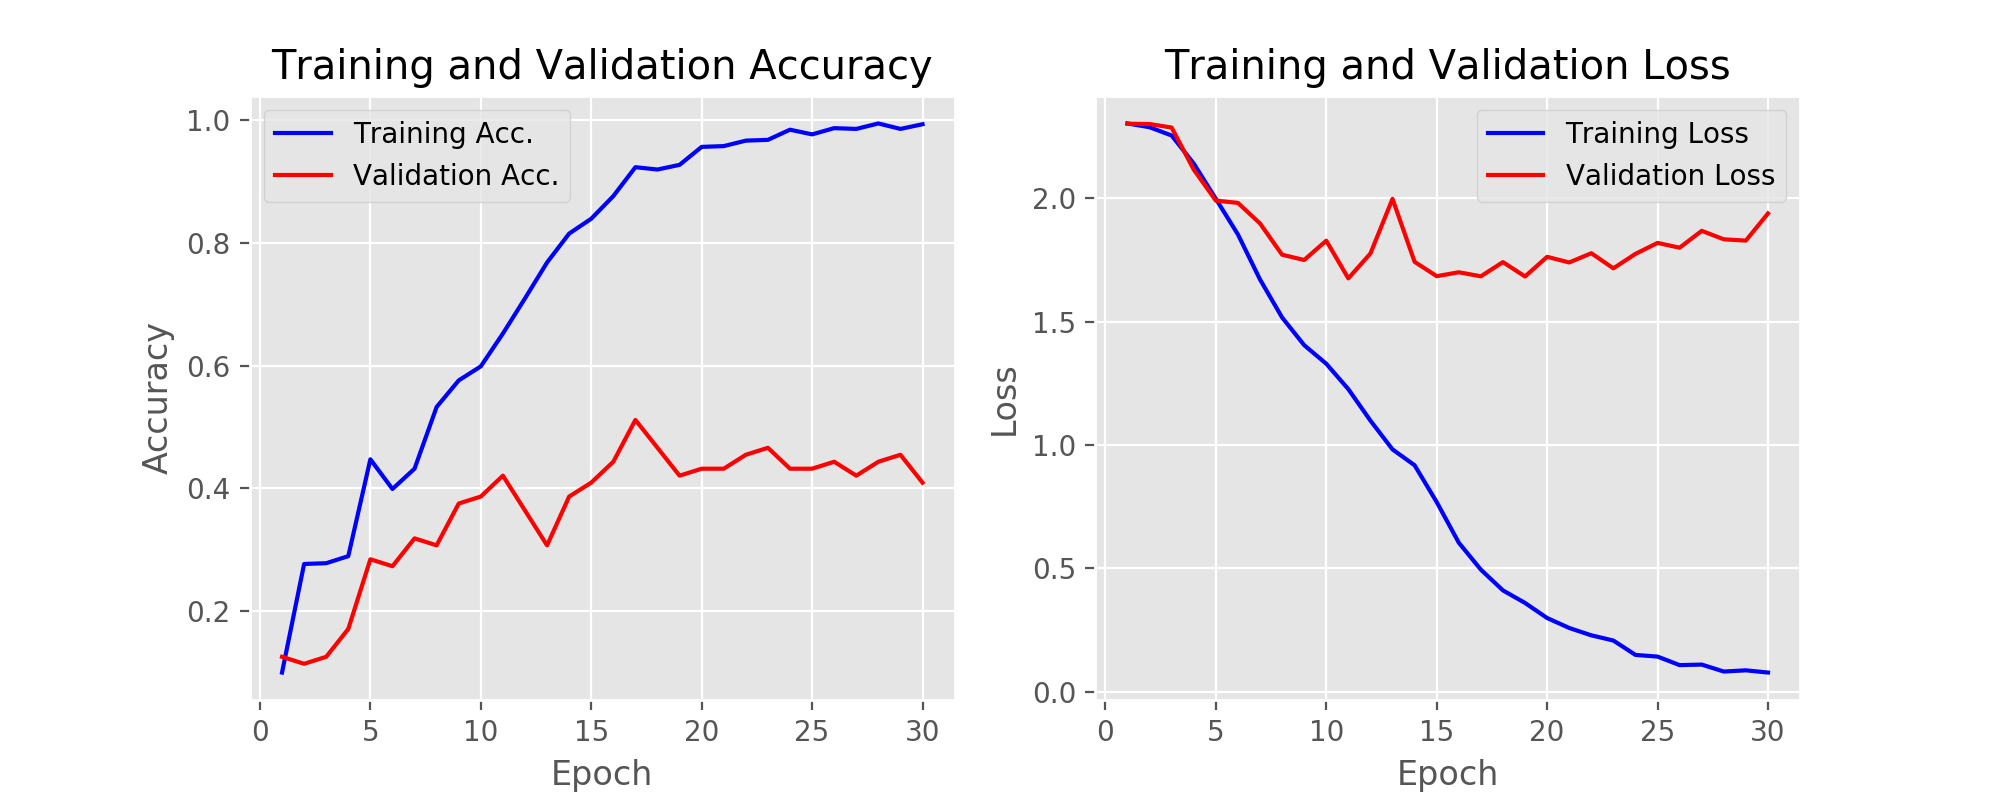 Training and Validation Accuracy
Training Acc.
Validation Acc.
Accuracy
1.0
0.8
0.6
0.4
0.2
0 5 10 15 20 25 30
Epoch
Training and Validation Loss
Training Loss
Validation Loss
Loss
2.0
1.5
1.0
0.5
0.0
0 5 10 15 20 25 30
Epoch